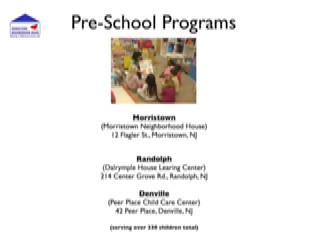 Pre-School Programs
Morristown
(Morristown Neighborhood House)
12 Flagler St., Morristown, NJ
Randolph
(Dalrymple House Learing Center)
214 Center Grove Rd., Randolph, NJ
Denville
(Peer Place Child Care Center)
42 Peer Place, Denville, NJ
(serving over 330 children total)